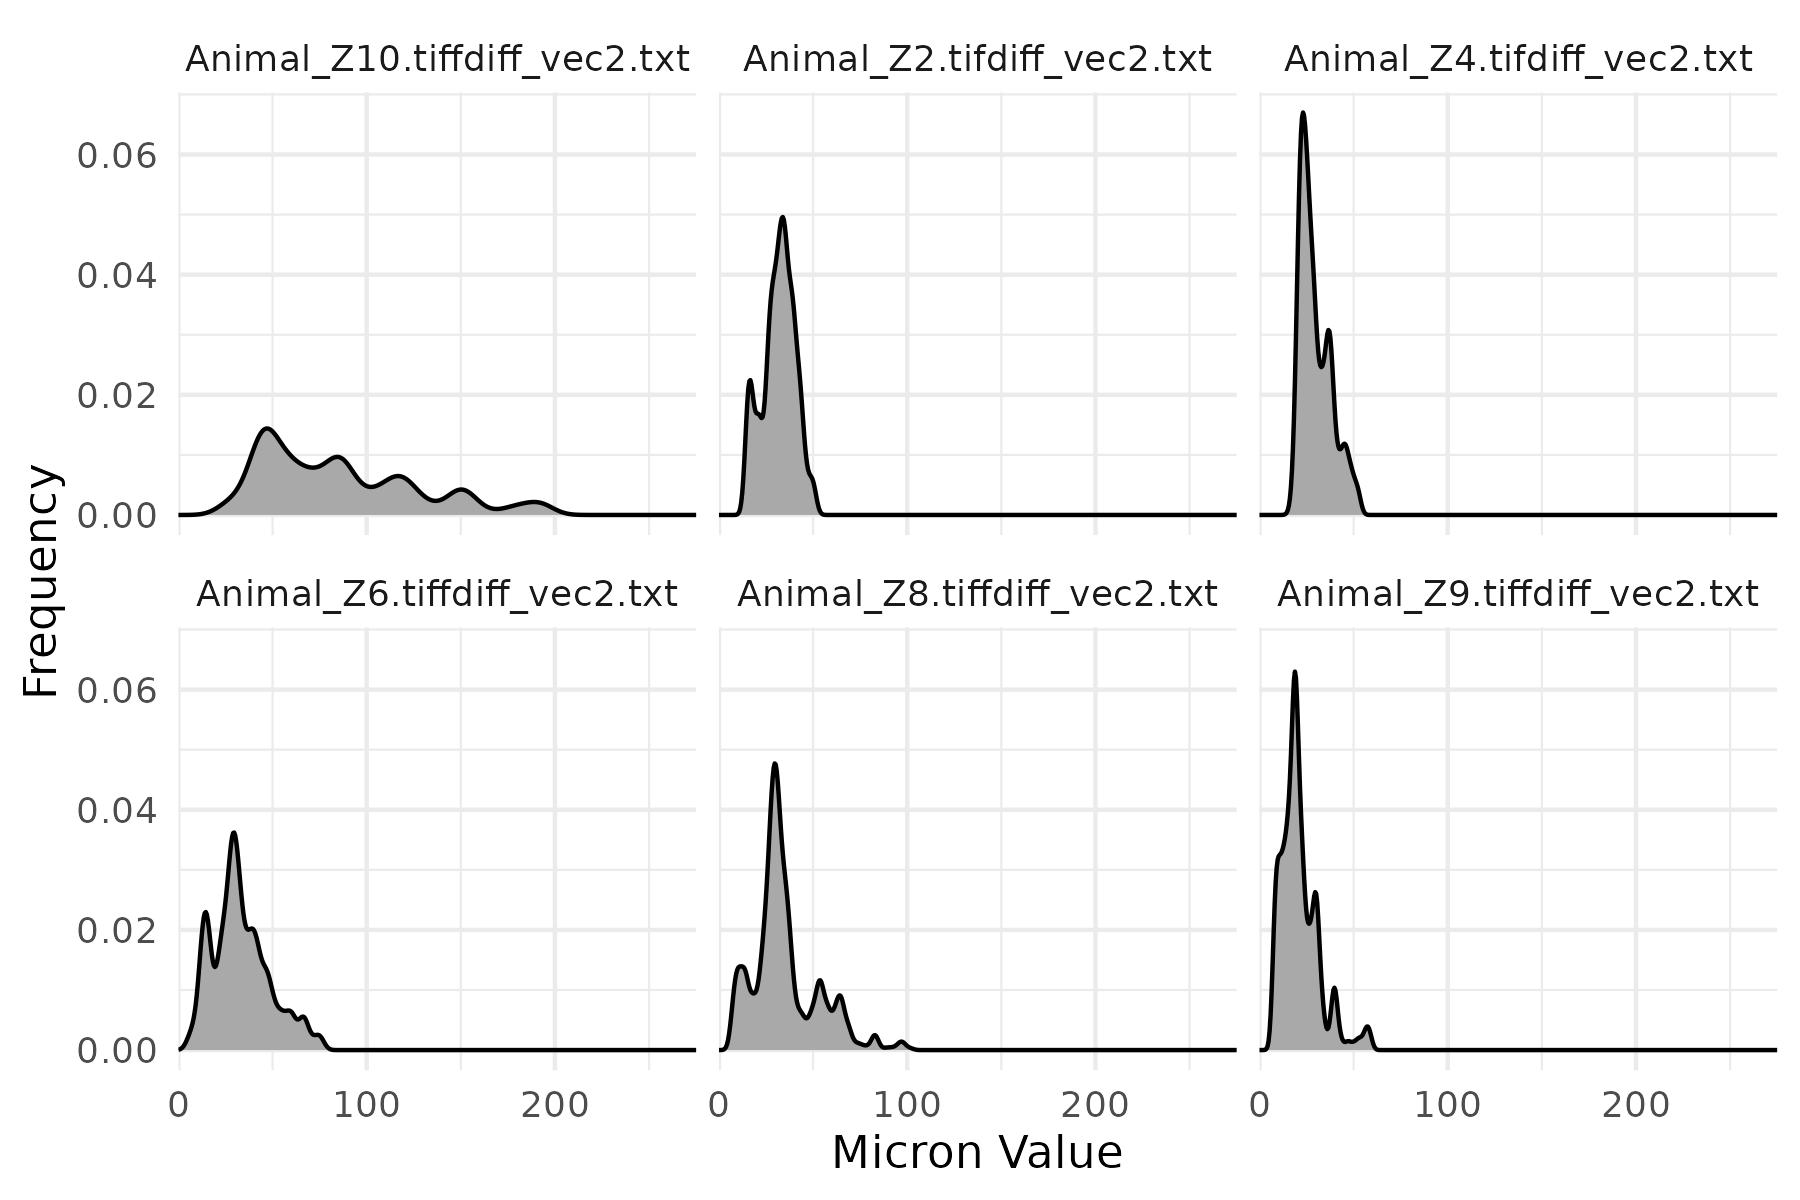 Animal_Z10.tiffdiff_vec2.txt
Animal_Z2.tifdiff_vec2.txt
Animal_Z4.tifdiff_vec2.txt
0.06
0.04
0.02
0.00
Animal_Z6.tiffdiff_vec2.txt
Animal_Z8.tiffdiff_vec2.txt
Animal_Z9.tiffdiff_vec2.txt
0.06
0.04
0.02
0.00
Frequency
0 100 200
0 100 200
0 100 200
Micron Value